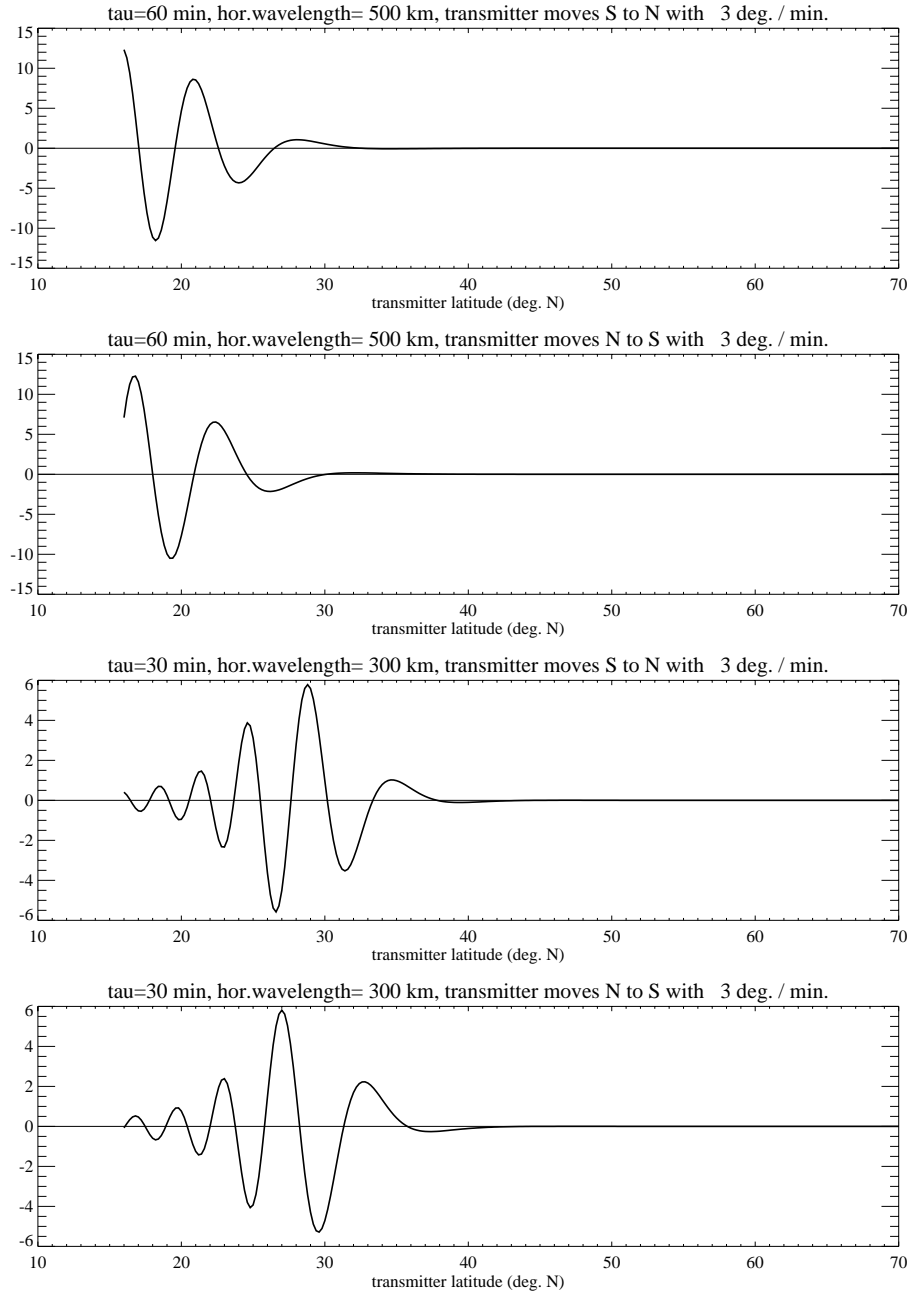 tau=60 min, hor.wavelength= 500 km, transmitter moves S to N with   3 deg. / min.
15
10
5
0
-5
-10
-15
10 20 30 40 50 60 70
transmitter latitude (deg. N)
tau=60 min, hor.wavelength= 500 km, transmitter moves N to S with   3 deg. / min.
15
10
5
0
-5
-10
-15
10 20 30 40 50 60 70
transmitter latitude (deg. N)
tau=30 min, hor.wavelength= 300 km, transmitter moves S to N with   3 deg. / min.
6
4
2
0
-2
-4
-6
10 20 30 40 50 60 70
transmitter latitude (deg. N)
tau=30 min, hor.wavelength= 300 km, transmitter moves N to S with   3 deg. / min.
6
4
2
0
-2
-4
-6
10 20 30 40 50 60 70
transmitter latitude (deg. N)